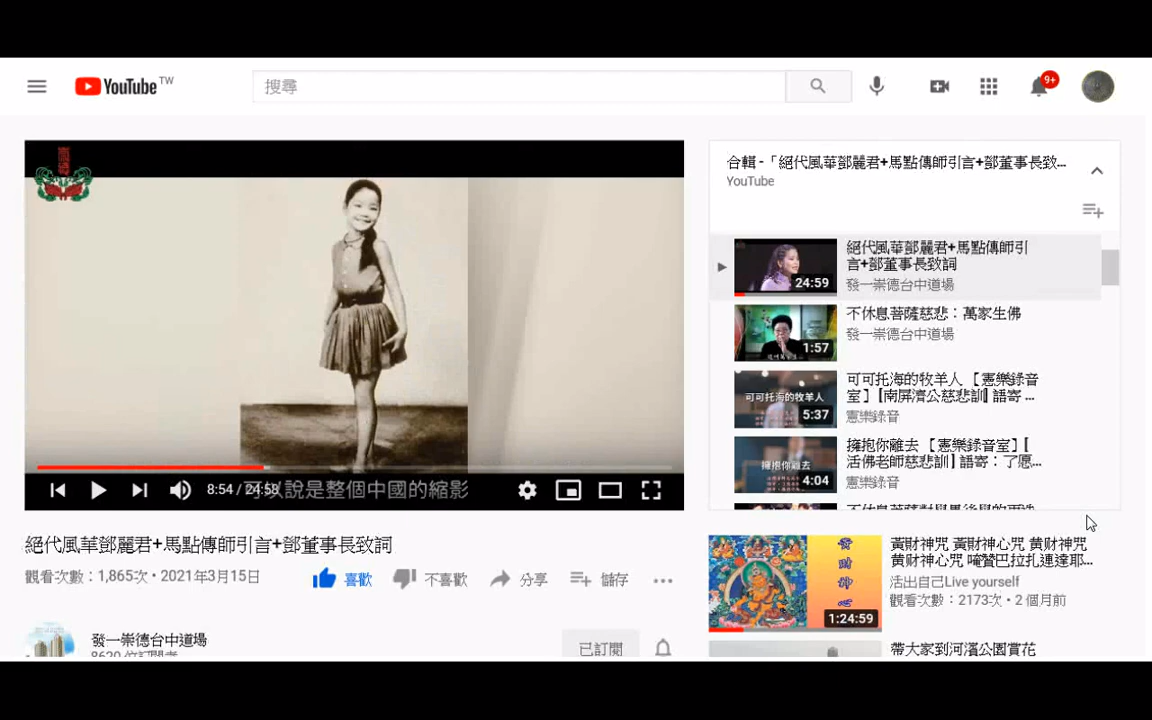 YouTube TW
搜尋
9+
合輯 -「絕代風華鄧麗君+馬點傳師引言+鄧董事長致...
YouTube
絕代風華鄧麗君+馬點傳師引
言+鄧董事長致詞
發一崇德台中道場
24:59
不休息菩薩慈悲：萬家生佛
發一崇德台中道場
1:57
可可托海的牧羊人 【憲樂錄音
室】【南屏濟公慈悲訓】語寄 ...
憲樂錄音
可可托海的牧羊人
5:37
擁抱你離去 【憲樂錄音室】【
活佛老師慈悲訓】語寄：了愿...
憲樂錄音
擁抱你離去
4:04
8:54 / 24:58
以說是整個中國的縮影
絕代風華鄧麗君+馬點傳師引言+鄧董事長致詞
觀看次數：1,865次 • 2021年3月15日
喜歡
不喜歡
分享
儲存
發一崇德台中道場
已訂閱
黃財神咒 黃財神心咒 黄财神咒
黄财神心咒 唵贊巴拉扎連達耶...
活出自己Live yourself
觀看次數：2173次 • 2 個月前
1:24:59
帶大家到河濱公園賞花